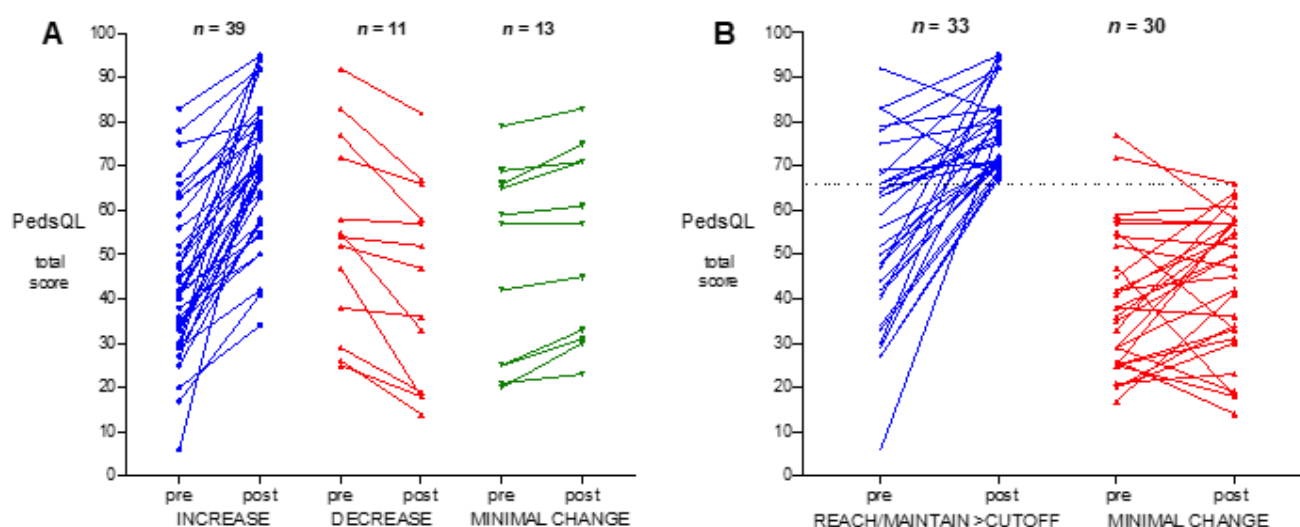 A
n = 39
n = 11
n = 13
100
90
80
70
60
50
40
30
20
10
0
PedsQL
total
score
pre
post
pre
post
pre
post
INCREASE
DECREASE
MINIMAL CHANGE
B
n = 33
n = 30
100
90
80
70
60
50
40
30
20
10
0
PedsQL
total
score
pre
post
pre
post
REACH/MAINTAIN >CUTOFF
MINIMAL CHANGE